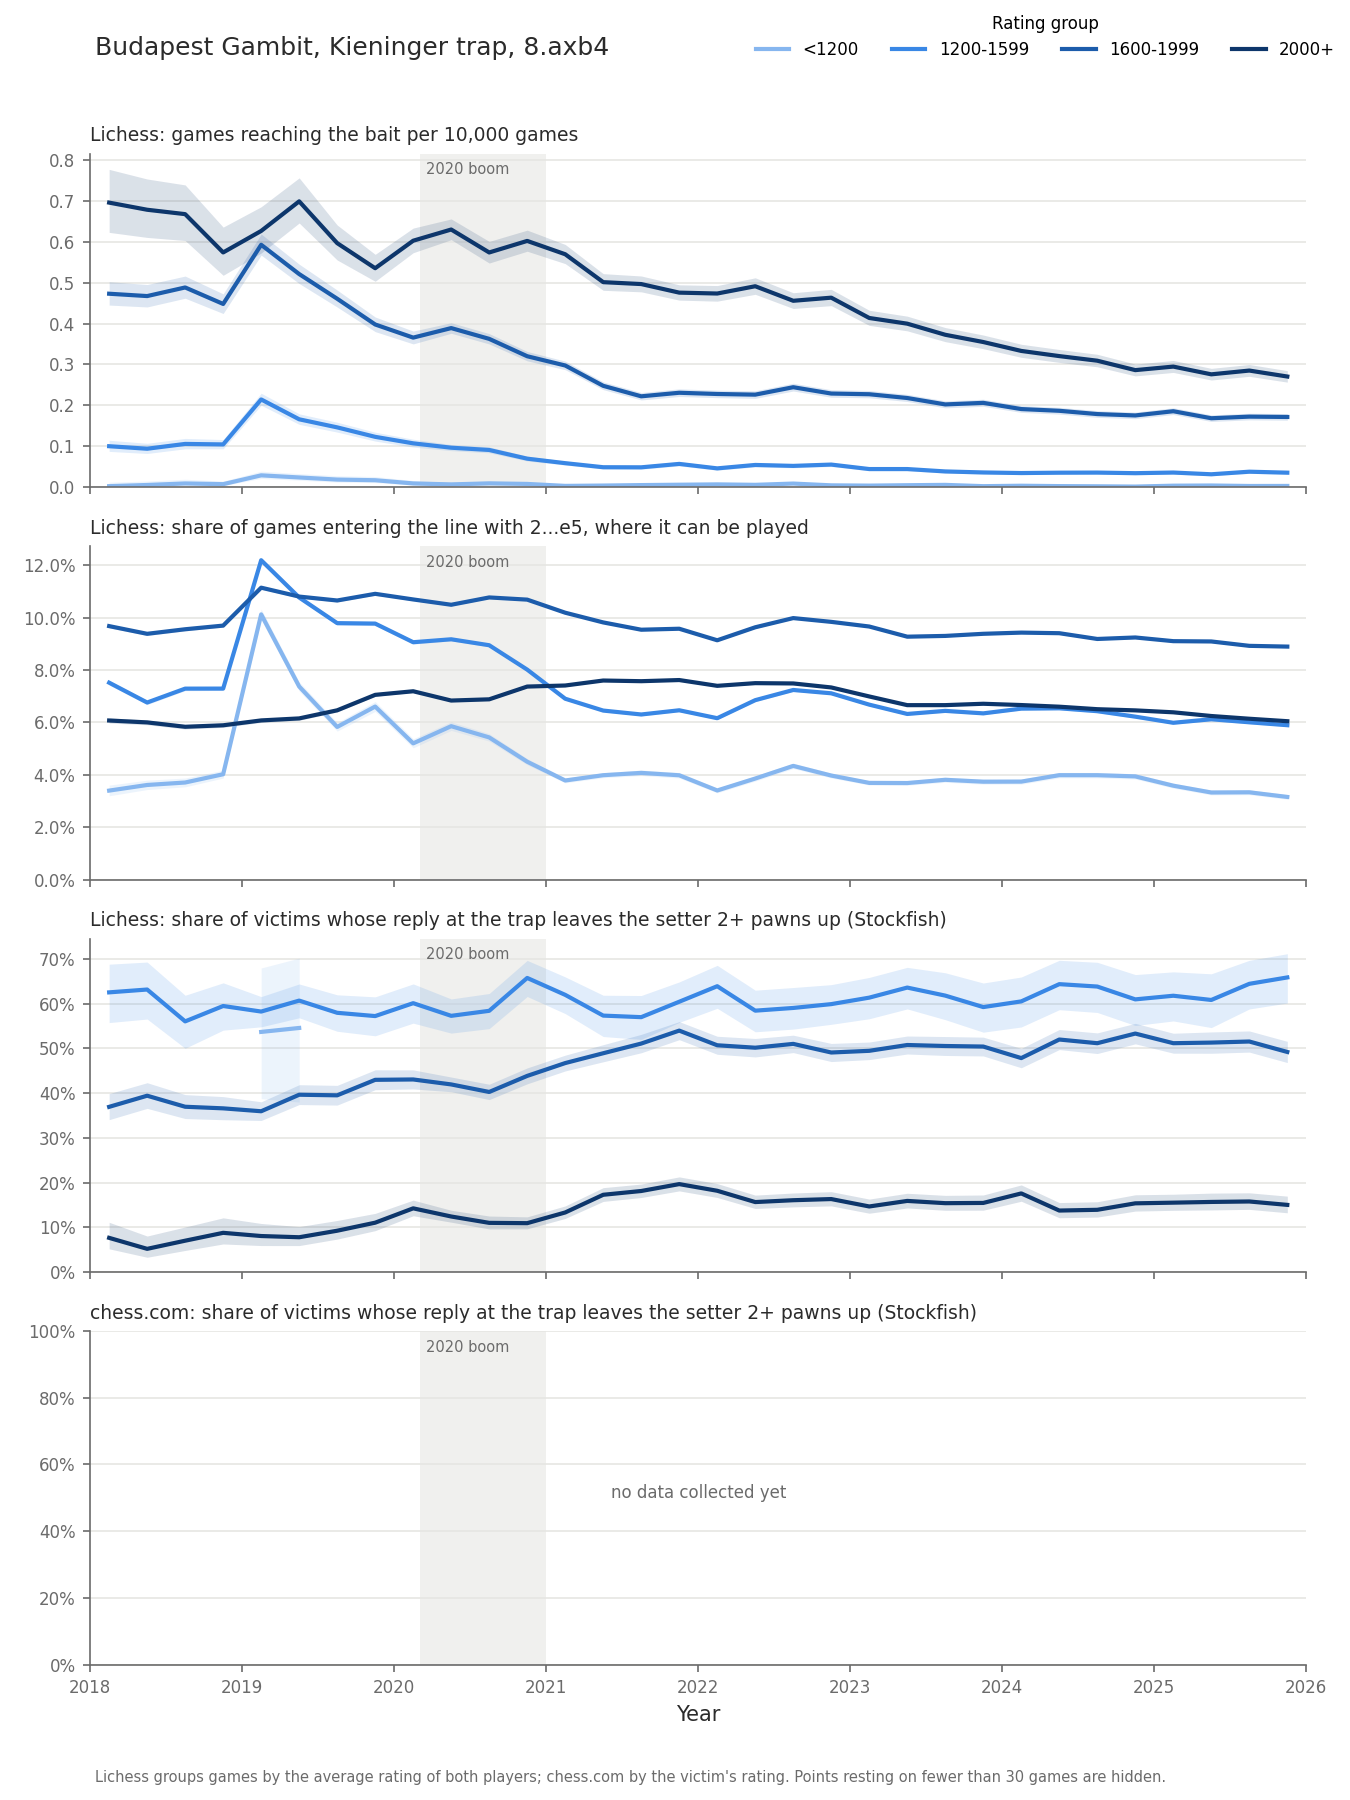 Budapest Gambit, Kieninger trap, 8.axb4
Rating group
<1200 1200-1599 1600-1999 2000+
Lichess: games reaching the bait per 10,000 games
0.8
2020 boom
0.7
0.6
0.5
0.4
0.3
0.2
0.1
0.0
Lichess: share of games entering the line with 2...e5, where it can be played
2020 boom
12.0%
10.0%
8.0%
6.0%
4.0%
2.0%
0.0%
Lichess: share of victims whose reply at the trap leaves the setter 2+ pawns up (Stockfish)
2020 boom
70%
60%
50%
40%
30%
20%
10%
0%
chess.com: share of victims whose reply at the trap leaves the setter 2+ pawns up (Stockfish)
100%
2020 boom
80%
60%
no data collected yet
40%
20%
0%
2018 2019 2020 2021 2022 2023 2024 2025 2026
Year
Lichess groups games by the average rating of both players; chess.com by the victim's rating. Points resting on fewer than 30 games are hidden.